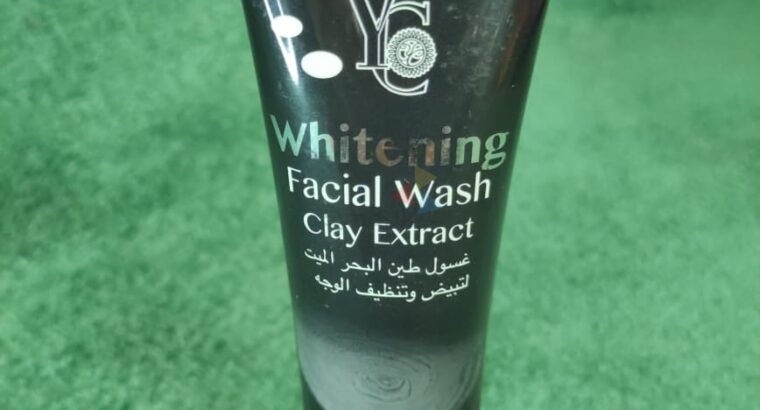 YC
Whitening
Facial Wash
Clay Extract
غسول طين البحر الميت
لتبيض وتنظيف الوجه